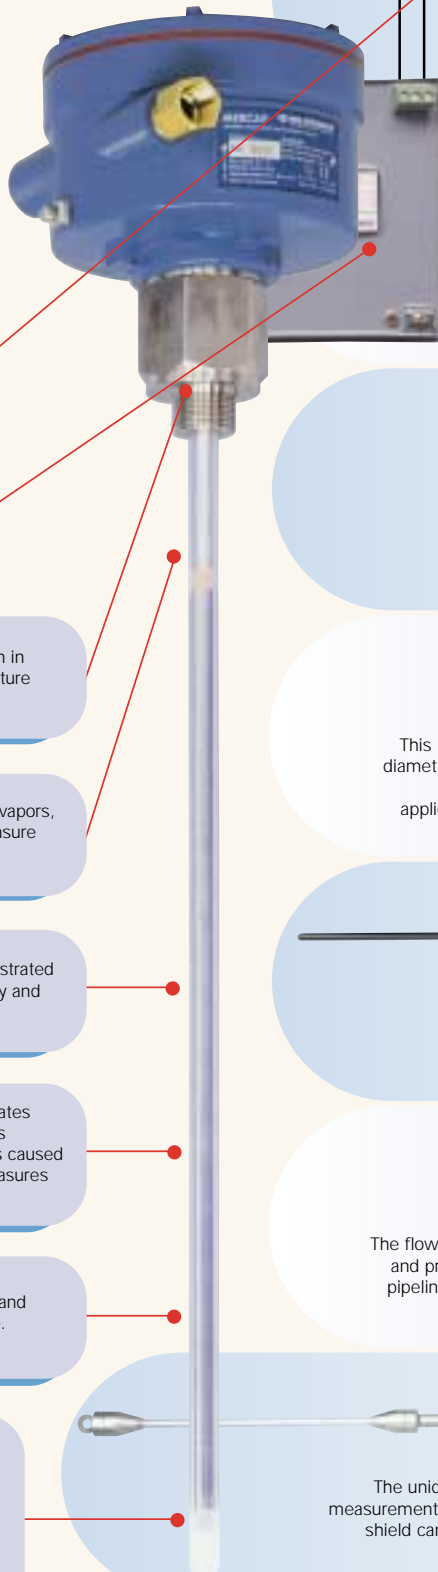 n in
ture
vapors,
nsure
strated
y and
ates
s
s caused
asures
and
.
This
diamet
applic
The flow
and pr
pipelin
The uniq
measurement
shield can